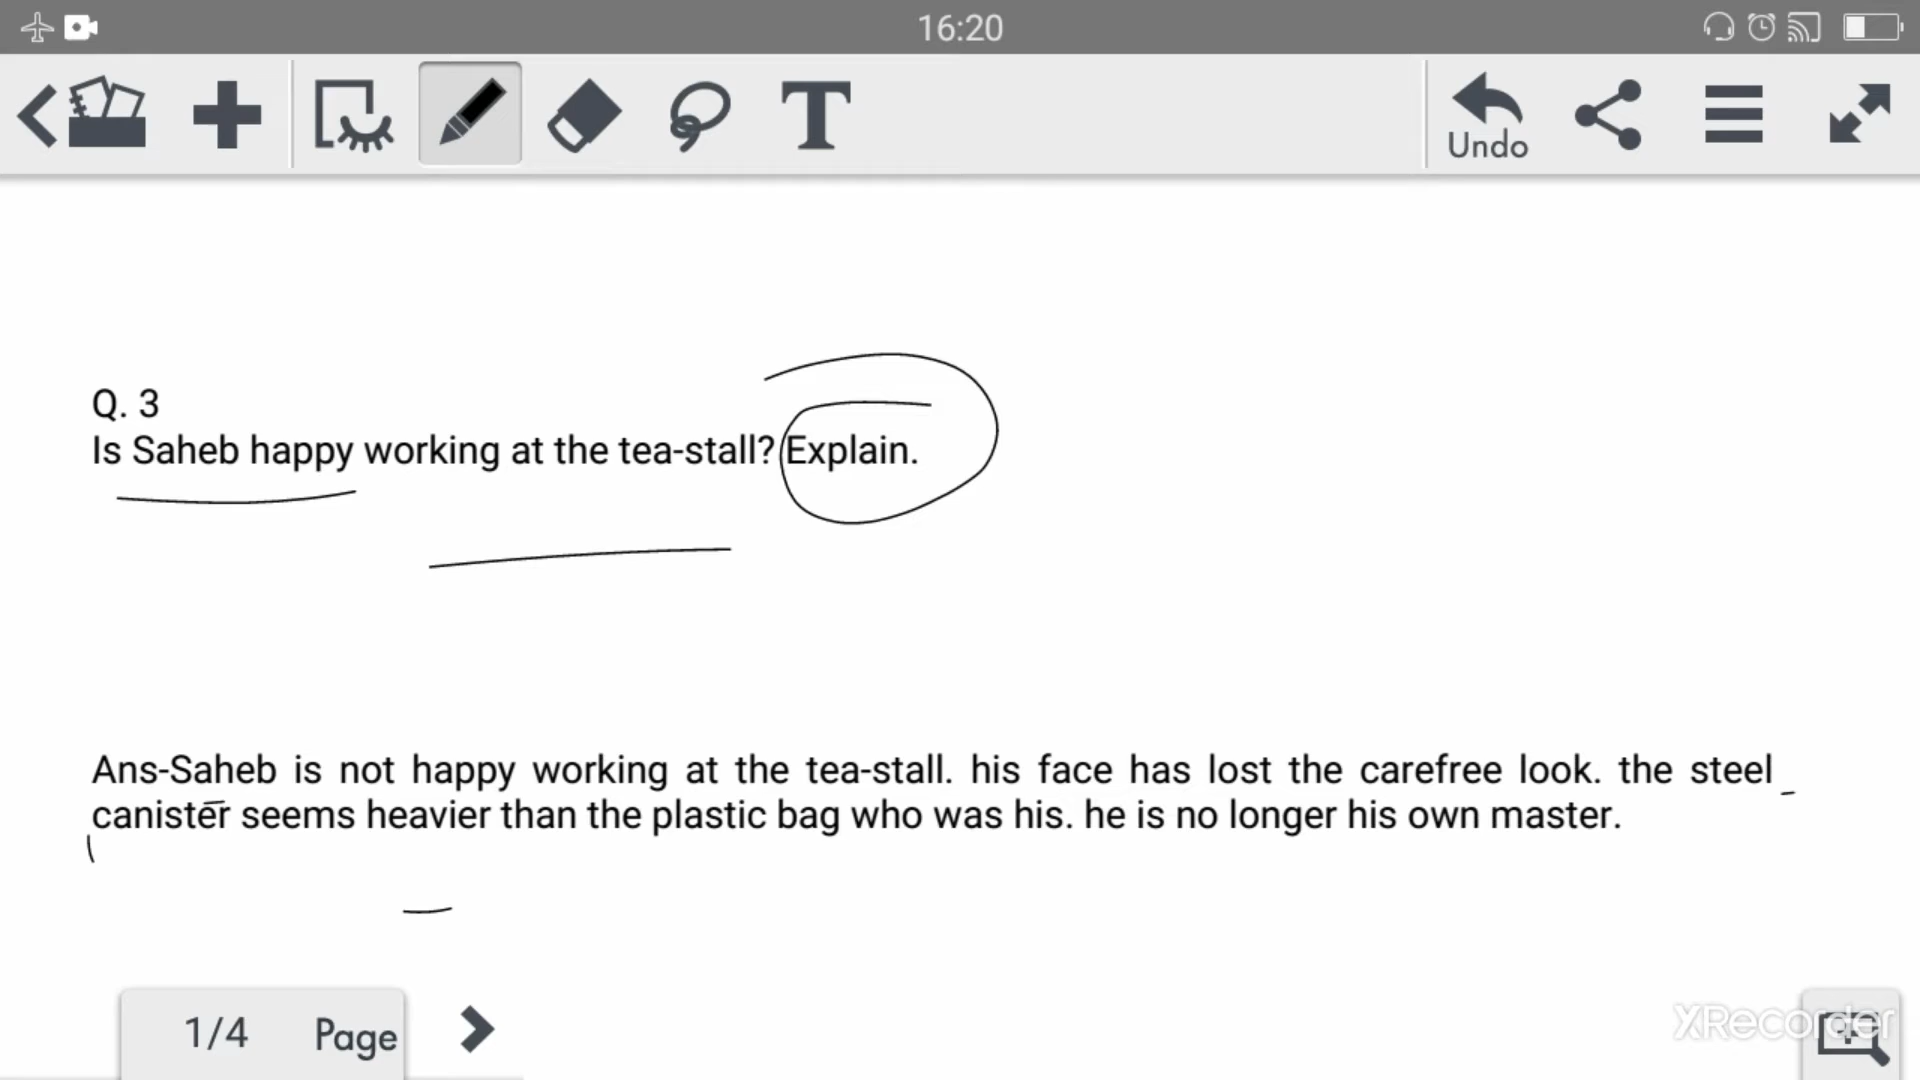 16:20
T
Undo
Q. 3
Is Saheb happy working at the tea-stall? Explain.
Ans-Saheb is not happy working at the tea-stall. his face has lost the carefree look. the steel
canister seems heavier than the plastic bag who was his. he is no longer his own master.
1/4 Page
XRecorder